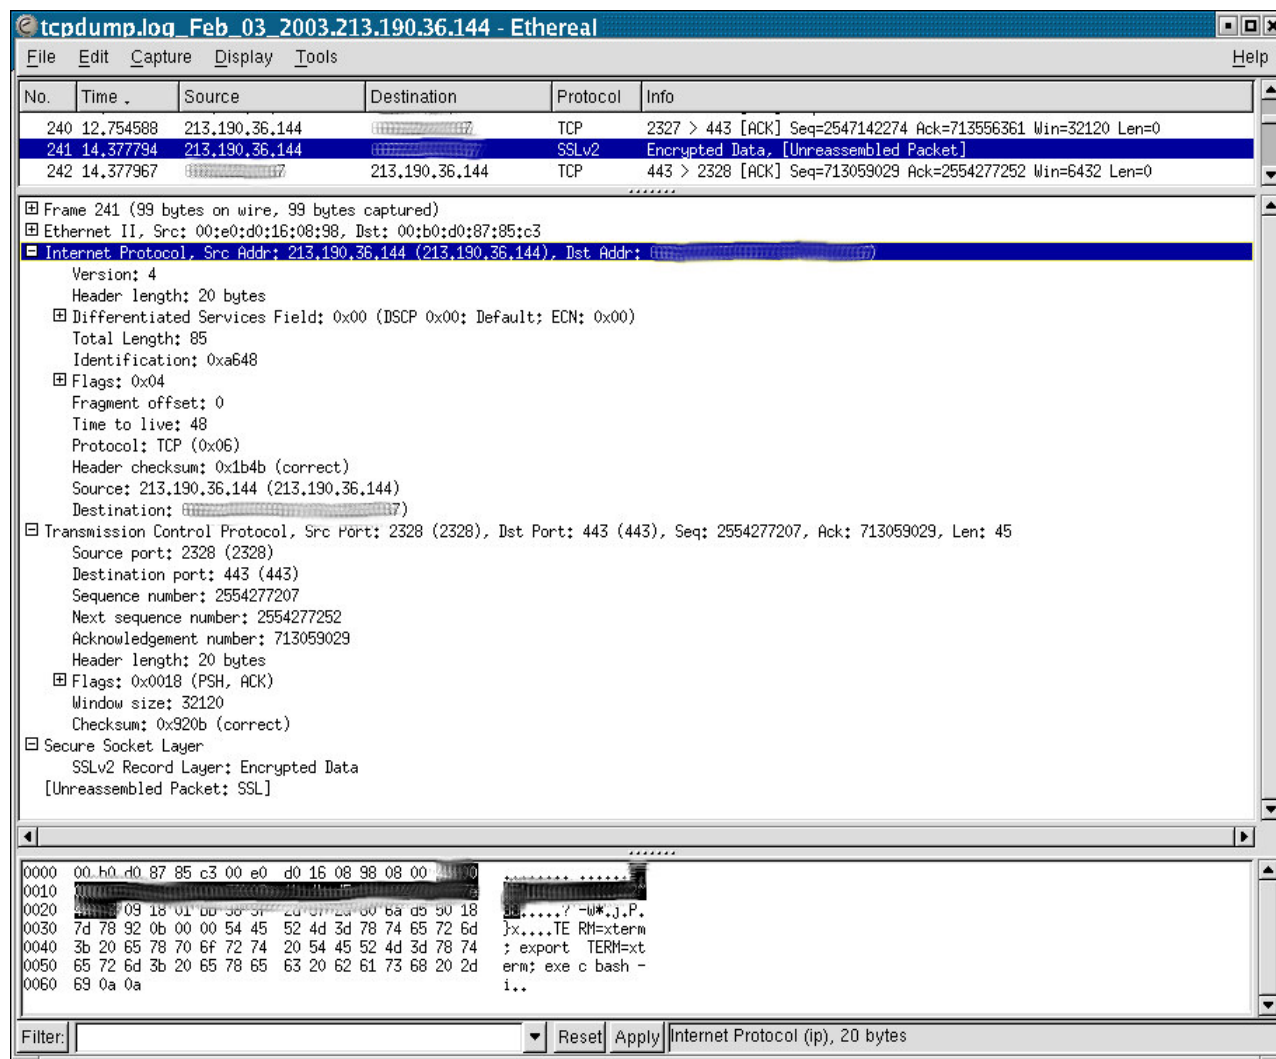 tcpdump.log_Feb_03_2003.213.190.36.144 - Ethereal
File Edit Capture Display Tools Help
No. Time . Source Destination Protocol Info
240 12.754588 213.190.36.144 TCP 2327 > 443 [ACK] Seq=2547142274 Ack=713556361 Win=32120 Len=0
241 14.377794 213.190.36.144 SSLv2 Encrypted Data, [Unreassembled Packet]
242 14.377967 213.190.36.144 TCP 443 > 2328 [ACK] Seq=713059029 Ack=2554277252 Win=6432 Len=0
Frame 241 (99 bytes on wire, 99 bytes captured)
Ethernet II, Src: 00:e0:d0:16:08:98, Dst: 00:b0:d0:87:85:c3
Internet Protocol, Src Addr: 213.190.36.144 (213.190.36.144), Dst Addr:
Version: 4
Header length: 20 bytes
Differentiated Services Field: 0x00 (DSCP 0x00: Default; ECN: 0x00)
Total Length: 85
Identification: 0xa648
Flags: 0x04
Fragment offset: 0
Time to live: 48
Protocol: TCP (0x06)
Header checksum: 0x1b4b (correct)
Source: 213.190.36.144 (213.190.36.144)
Destination:
Transmission Control Protocol, Src Port: 2328 (2328), Dst Port: 443 (443), Seq: 2554277207, Ack: 713059029, Len: 45
Source port: 2328 (2328)
Destination port: 443 (443)
Sequence number: 2554277207
Next sequence number: 2554277252
Acknowledgement number: 713059029
Header length: 20 bytes
Flags: 0x0018 (PSH, ACK)
Window size: 32120
Checksum: 0x920b (correct)
Secure Socket Layer
SSLv2 Record Layer: Encrypted Data
[Unreassembled Packet: SSL]
0000 00 b0 d0 87 85 c3 00 e0 d0 16 08 98 08 00
0010
0020 09 18 01 bb 6a d5 50 18 .....? -W*.j.P.
0030 7d 78 92 0b 00 00 54 45 52 4d 3d 78 74 65 72 6d }x....TE RM=xterm
0040 3b 20 65 78 70 6f 72 74 20 54 45 52 4d 3d 78 74 ; export TERM=xt
0050 65 72 6d 3b 20 65 78 65 63 20 62 61 73 68 20 2d erm; exe c bash -
0060 69 0a 0a i..
Filter: Reset Apply Internet Protocol (ip), 20 bytes